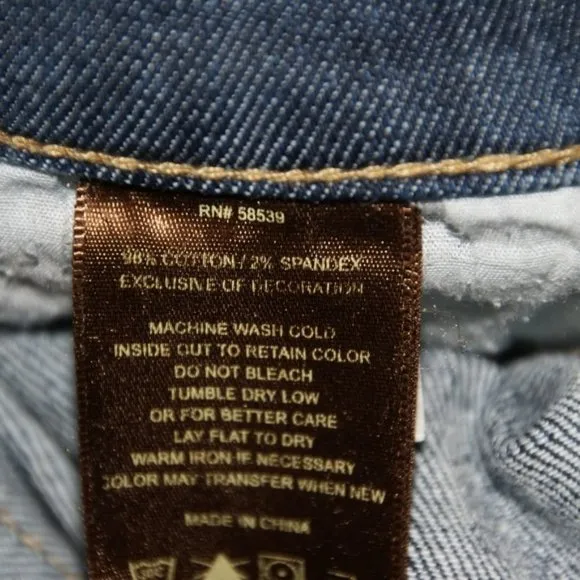 RN# 58539
98% COTTON / 2% SPANDEX
EXCLUSIVE OF DECORATION
MACHINE WASH COLD
INSIDE OUT TO RETAIN COLOR
DO NOT BLEACH
TUMBLE DRY LOW
OR FOR BETTER CARE
LAY FLAT TO DRY
WARM IRON IF NECESSARY
COLOR MAY TRANSFER WHEN NEW
MADE IN CHINA